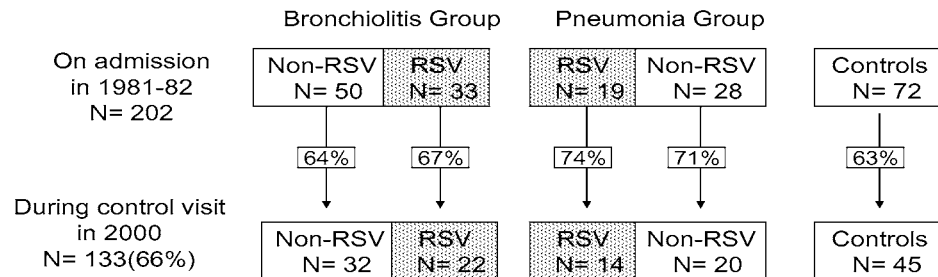 Bronchiolitis Group Pneumonia Group
On admission
in 1981-82
N= 202
Non-RSV
N= 50
RSV
N= 33
RSV
N= 19
Non-RSV
N= 28
Controls
N= 72
64% 67% 74% 71% 63%
During control visit
in 2000
N= 133(66%)
Non-RSV
N= 32
RSV
N= 22
RSV
N= 14
Non-RSV
N= 20
Controls
N= 45